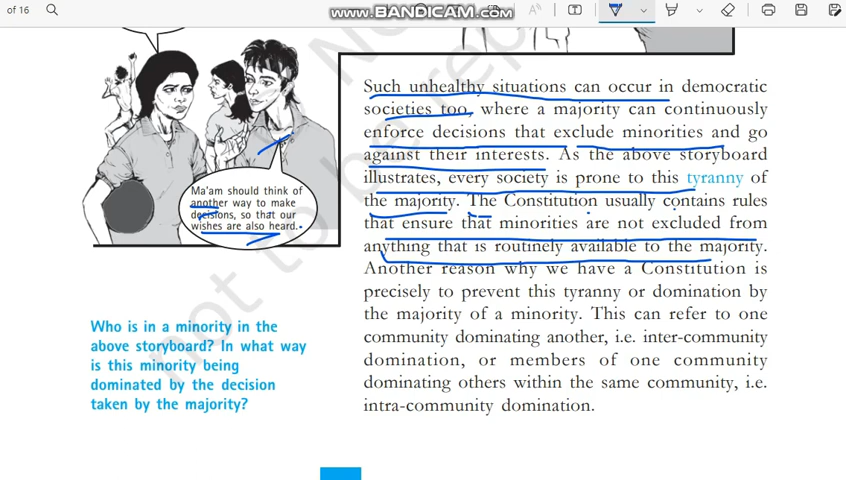 of 16
WWW.BANDICAM.COM
Such unhealthy situations can occur in democratic
societies too, where a majority can continuously
enforce decisions that exclude minorities and go
against their interests. As the above storyboard
illustrates, every society is prone to this tyranny of
the majority. The Constitution usually contains rules
that ensure that minorities are not excluded from
anything that is routinely available to the majority.
Another reason why we have a Constitution is
precisely to prevent this tyranny or domination by
the majority of a minority. This can refer to one
community dominating another, i.e. inter-community
domination, or members of one community
dominating others within the same community, i.e.
intra-community domination.
Ma'am should think of
another way to make
decisions, so that our
wishes are also heard.
Who is in a minority in the
above storyboard? In what way
is this minority being
dominated by the decision
taken by the majority?
not to be rep